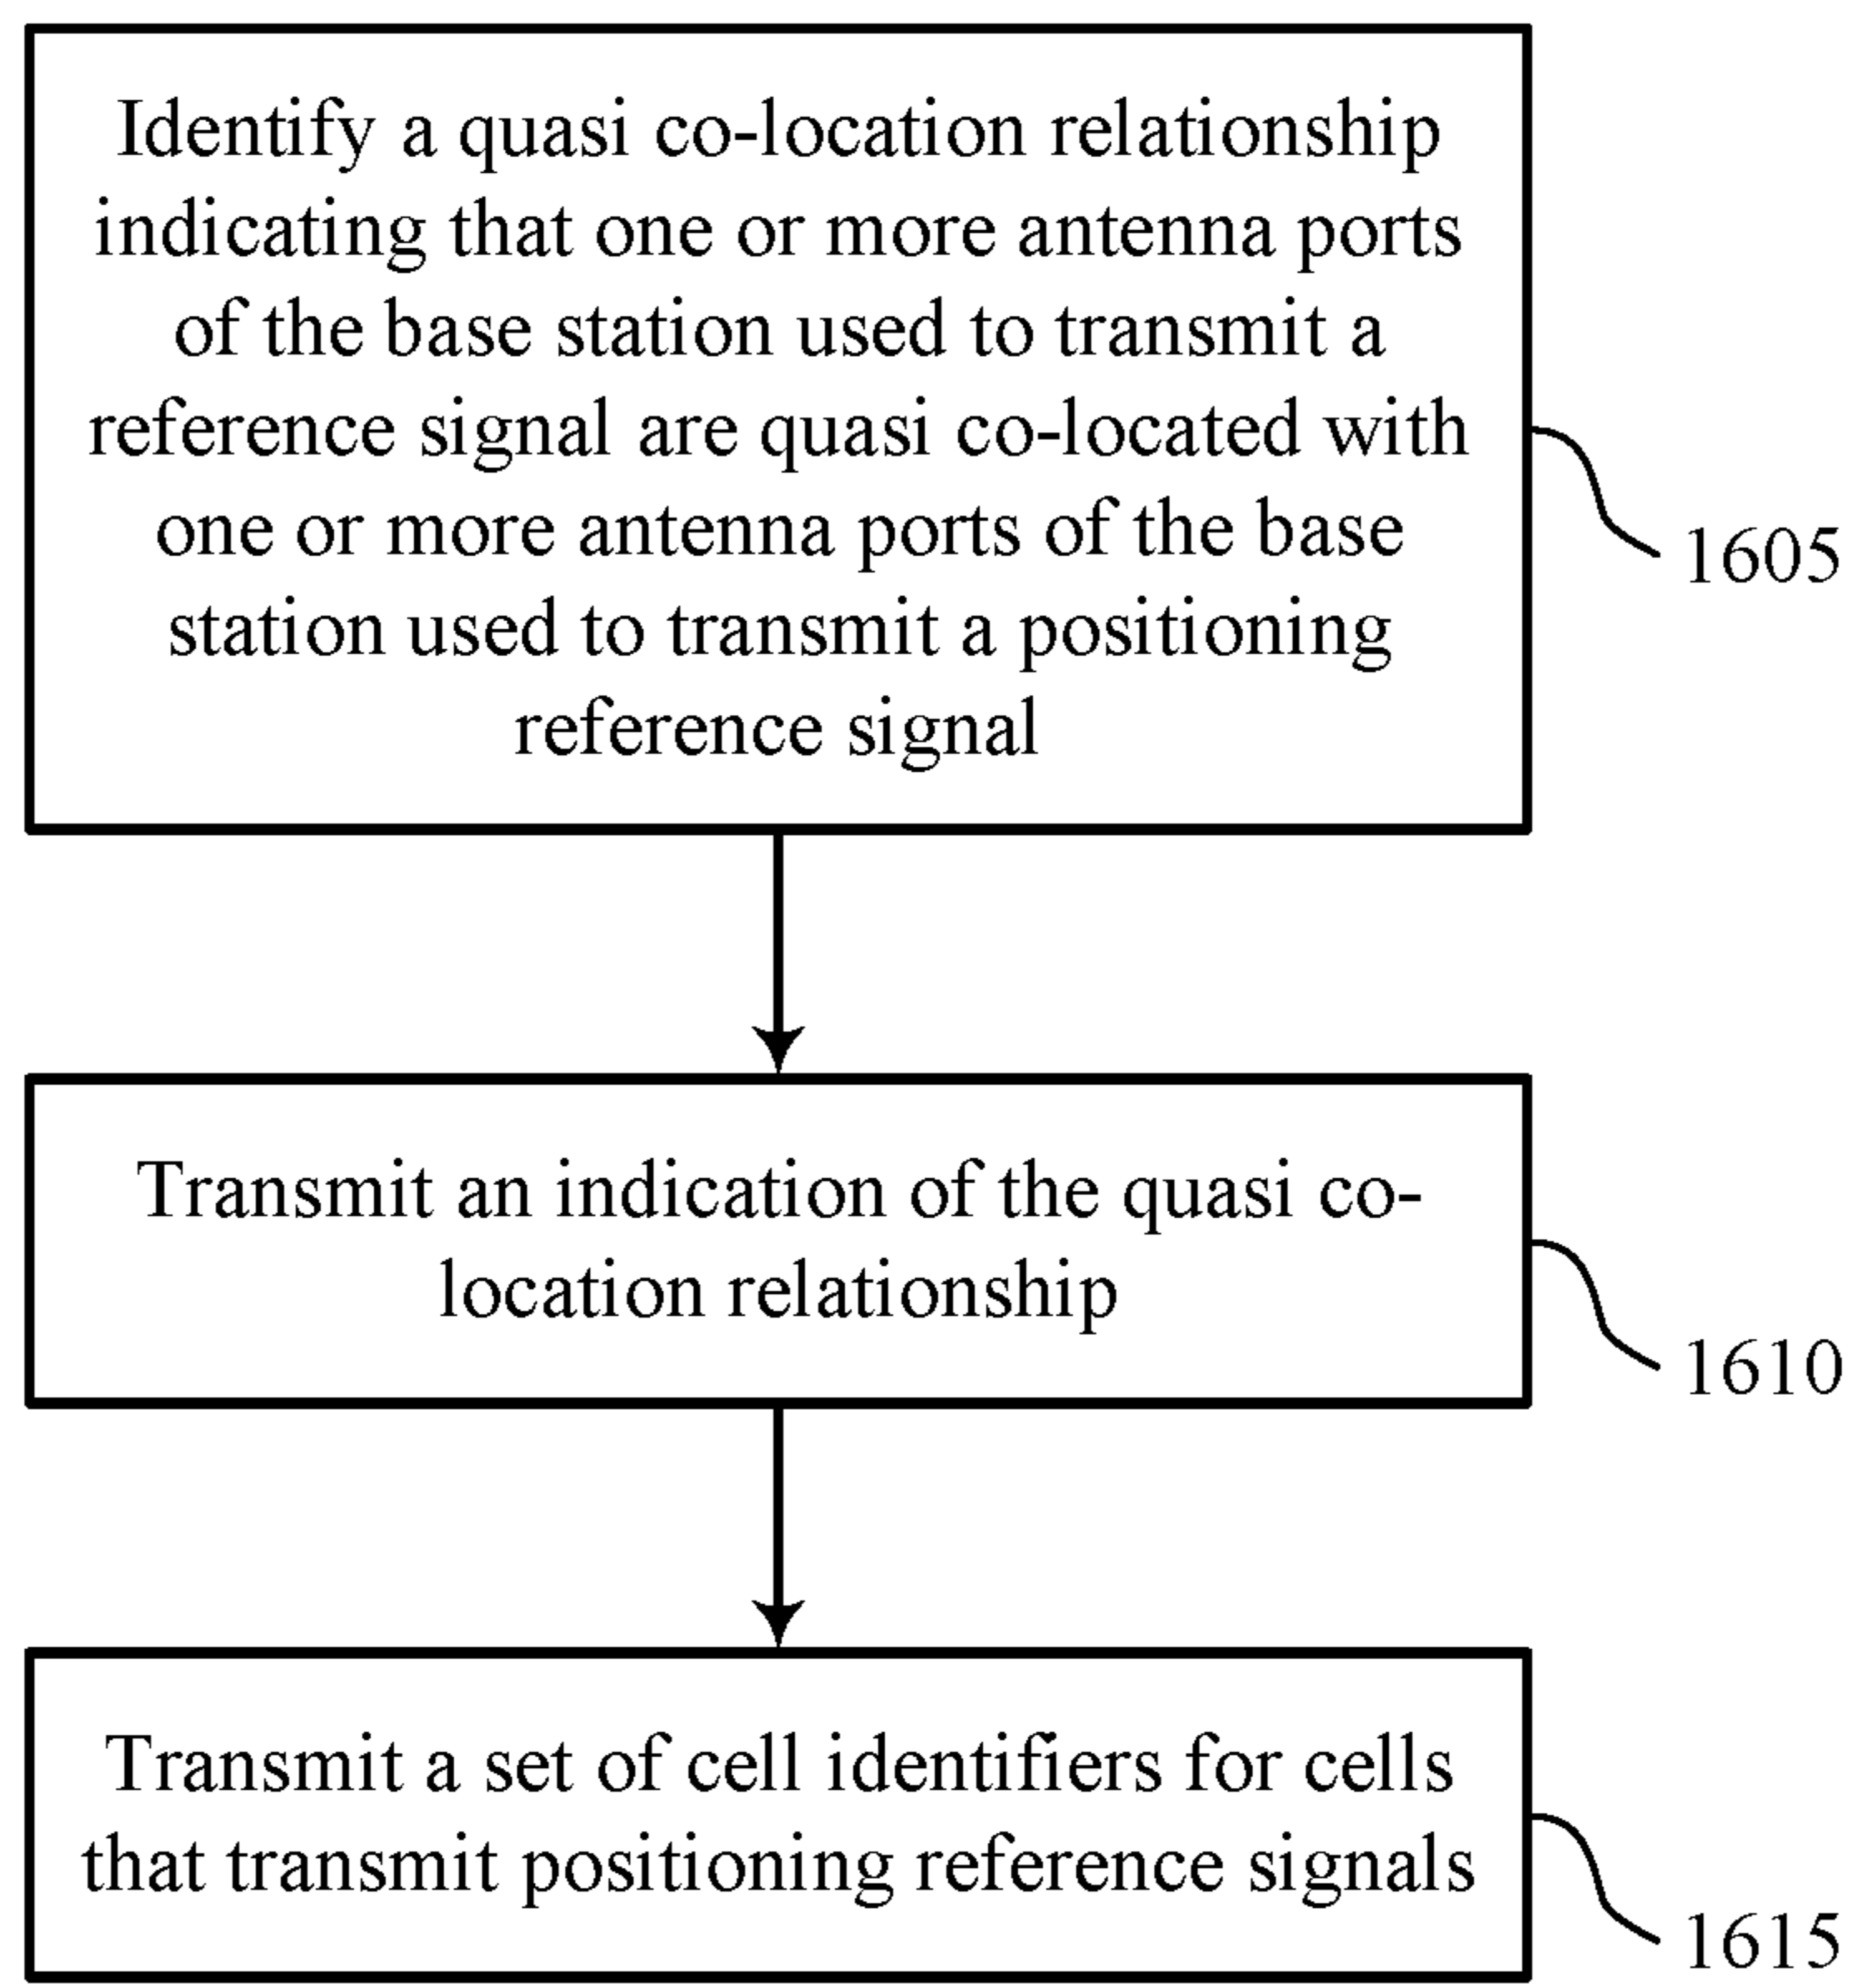 Identify a quasi co-location relationship
indicating that one or more antenna ports
of the base station used to transmit a
reference signal are quasi co-located with
one or more antenna ports of the base
station used to transmit a positioning
reference signal
1605
Transmit an indication of the quasi co-
location relationship
1610
Transmit a set of cell identifiers for cells
that transmit positioning reference signals
1615